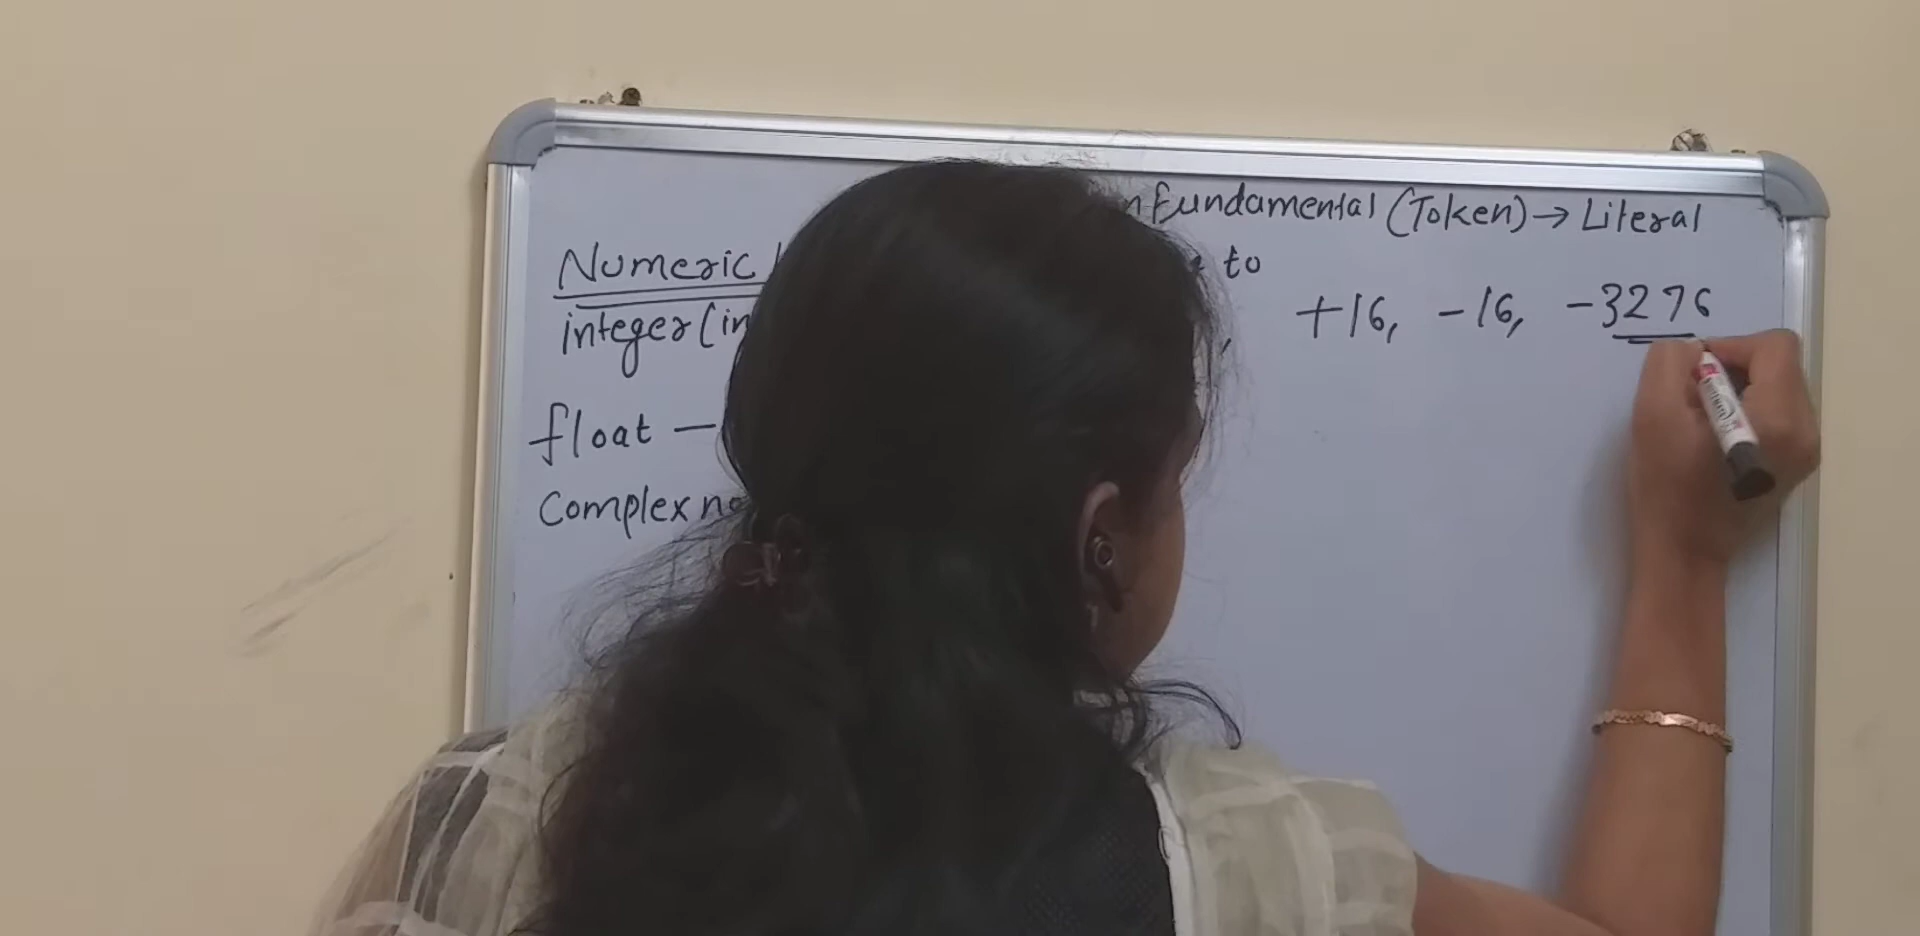 n Fundamental (Token) → Literal
Numeric
to
integer (in
, +16, -16, -3276
float —
Complex no